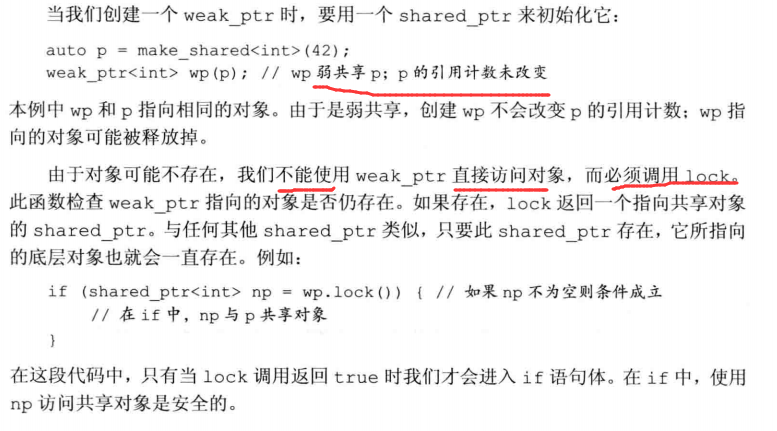 当我们创建一个 weak_ptr 时，要用一个 shared_ptr 来初始化它：
auto p = make_shared<int>(42);
weak_ptr<int> wp(p); // wp 弱共享 p；p 的引用计数未改变
本例中 wp 和 p 指向相同的对象。由于是弱共享，创建 wp 不会改变 p 的引用计数；wp 指
向的对象可能被释放掉。
由于对象可能不存在，我们不能使用 weak_ptr 直接访问对象，而必须调用 lock。
此函数检查 weak_ptr 指向的对象是否仍存在。如果存在，lock 返回一个指向共享对象
的 shared_ptr。与任何其他 shared_ptr 类似，只要此 shared_ptr 存在，它所指向
的底层对象也就会一直存在。例如：
if (shared_ptr<int> np = wp.lock()) { // 如果 np 不为空则条件成立
// 在 if 中，np 与 p 共享对象
}
在这段代码中，只有当 lock 调用返回 true 时我们才会进入 if 语句体。在 if 中，使用
np 访问共享对象是安全的。